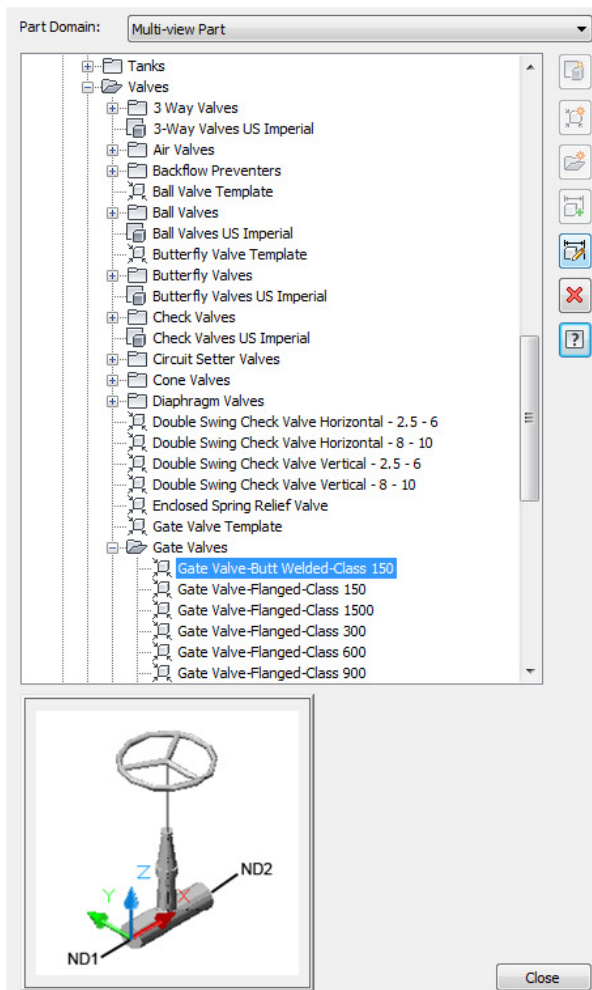 Part Domain: Multi-view Part
Tanks
Valves
3 Way Valves
3-Way Valves US Imperial
Air Valves
Backflow Preventers
Ball Valve Template
Ball Valves
Ball Valves US Imperial
Butterfly Valve Template
Butterfly Valves
Butterfly Valves US Imperial
Check Valves
Check Valves US Imperial
Circuit Setter Valves
Cone Valves
Diaphragm Valves
Double Swing Check Valve Horizontal - 2.5 - 6
Double Swing Check Valve Horizontal - 8 - 10
Double Swing Check Valve Vertical - 2.5 - 6
Double Swing Check Valve Vertical - 8 - 10
Enclosed Spring Relief Valve
Gate Valve Template
Gate Valves
Gate Valve-Butt Welded-Class 150
Gate Valve-Flanged-Class 150
Gate Valve-Flanged-Class 1500
Gate Valve-Flanged-Class 300
Gate Valve-Flanged-Class 600
Gate Valve-Flanged-Class 900
Z
ND2
Y
X
ND1
Close